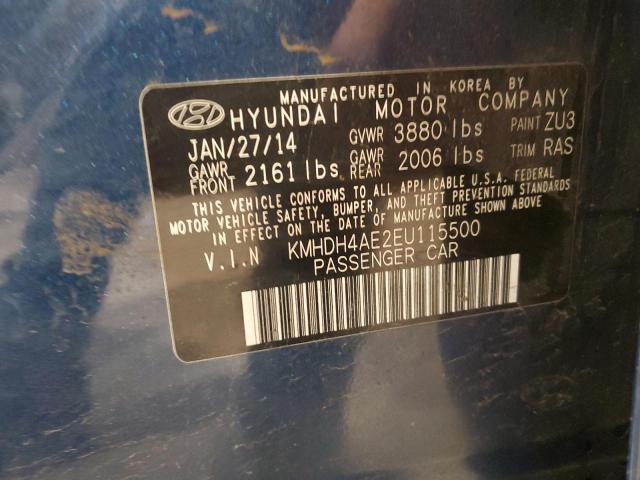 MANUFACTURED IN KOREA BY
HYUNDAI MOTOR COMPANY
JAN/27/14 GVWR 3880 lbs PAINT ZU3
GAWR FRONT 2161 lbs GAWR REAR 2006 lbs TRIM RAS
THIS VEHICLE CONFORMS TO ALL APPLICABLE U.S.A. FEDERAL
MOTOR VEHICLE SAFETY, BUMPER, AND THEFT PREVENTION STANDARDS
IN EFFECT ON THE DATE OF MANUFACTURE SHOWN ABOVE
V.I.N KMHDH4AE2EU115500
PASSENGER CAR